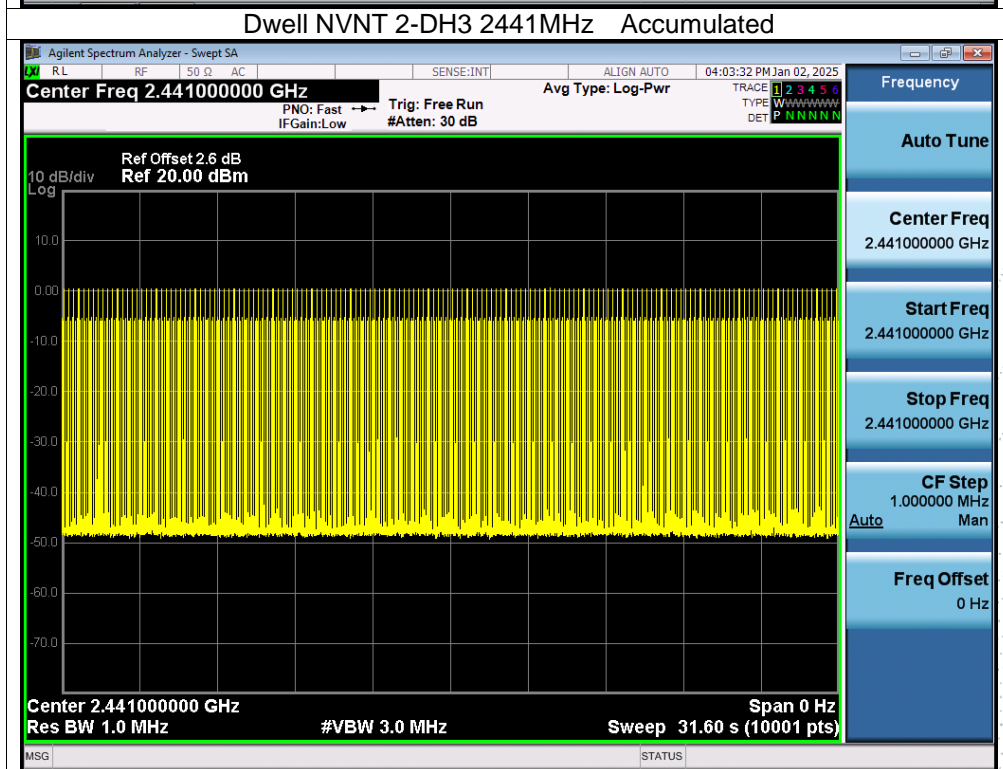 Dwell NVNT 2-DH3 2441MHz Accumulated
Agilent Spectrum Analyzer - Swept SA
LXI RL RF 50 Ω AC SENSE:INT ALIGN AUTO 04:03:32 PM Jan 02, 2025
Center Freq 2.441000000 GHz
PNO: Fast
IFGain:Low
Trig: Free Run
#Atten: 30 dB
Avg Type: Log-Pwr
TRACE 1 2 3 4 5 6
TYPE WWWWWWW
DET P N N N N N
Ref Offset 2.6 dB
10 dB/div Ref 20.00 dBm
Log
10.0
0.00
-10.0
-20.0
-30.0
-40.0
-50.0
-60.0
-70.0
Center 2.441000000 GHz Span 0 Hz
Res BW 1.0 MHz #VBW 3.0 MHz Sweep 31.60 s (10001 pts)
MSG STATUS
Frequency
Auto Tune
Center Freq
2.441000000 GHz
Start Freq
2.441000000 GHz
Stop Freq
2.441000000 GHz
CF Step
1.000000 MHz
Auto Man
Freq Offset
0 Hz